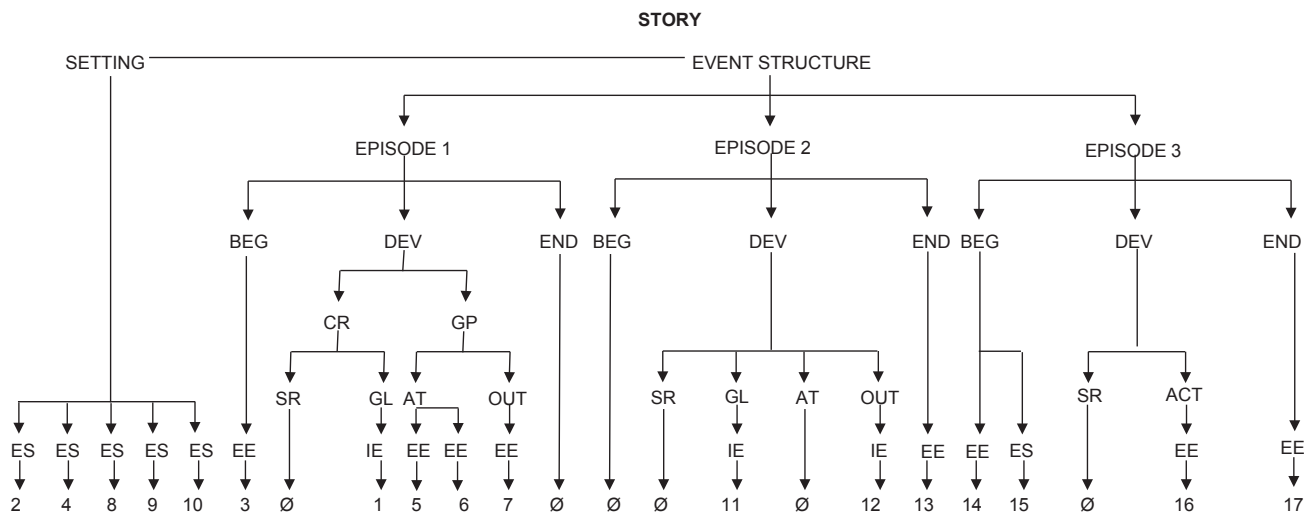 STORY
SETTING EVENT STRUCTURE
EPISODE 1 EPISODE 2 EPISODE 3
BEG DEV END BEG DEV END BEG DEV END
CR GP
SR GL AT OUT SR GL AT OUT SR ACT
ES ES ES ES ES EE IE EE EE EE IE IE EE EE ES EE EE
2 4 8 9 10 3 Ø 1 5 6 7 Ø Ø Ø 11 Ø 12 13 14 15 Ø 16 17